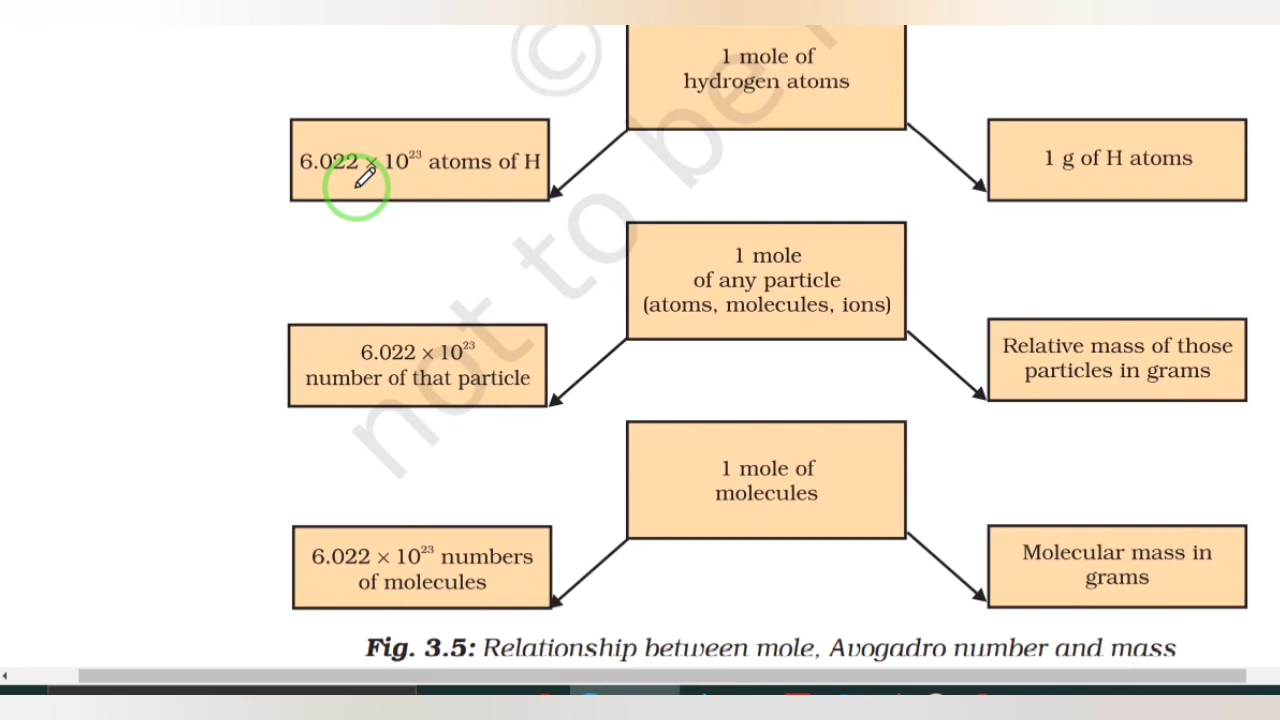 1 mole of
hydrogen atoms
6.022 × 10²³ atoms of H
1 g of H atoms
1 mole
of any particle
(atoms, molecules, ions)
6.022 × 10²³
number of that particle
Relative mass of those
particles in grams
1 mole of
molecules
6.022 × 10²³ numbers
of molecules
Molecular mass in
grams
Fig. 3.5: Relationship between mole, Avogadro number and mass
© 
not to be